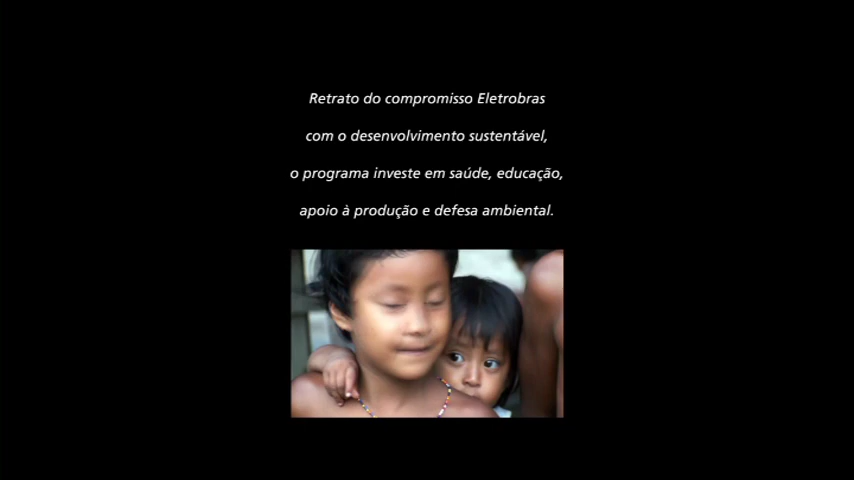 Retrato do compromisso Eletrobras
com o desenvolvimento sustentável,
o programa investe em saúde, educação,
apoio à produção e defesa ambiental.